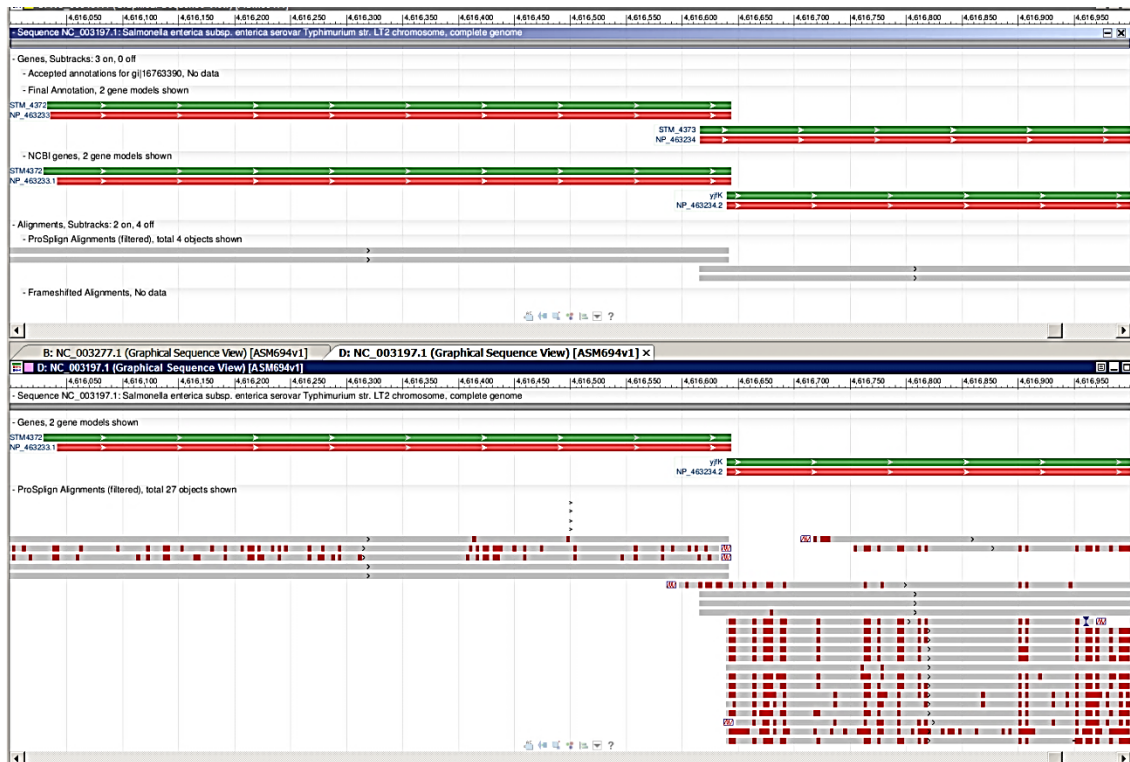 4,616,050 4,616,100 4,616,150 4,616,200 4,616,250 4,616,300 4,616,350 4,616,400 4,616,450 4,616,500 4,616,550 4,616,600 4,616,650 4,616,700 4,616,750 4,616,800 4,616,850 4,616,900 4,616,950
- Sequence NC_003197.1: Salmonella enterica subsp. enterica serovar Typhimurium str. LT2 chromosome, complete genome
- Genes, Subtracks: 3 on, 0 off
- Accepted annotations for gi|16763390, No data
- Final Annotation, 2 gene models shown
STM_4372
NP_463233
STM_4373
NP_463234
- NCBI genes, 2 gene models shown
STM4372
NP_463233.1
yjfK
NP_463234.2
- Alignments, Subtracks: 2 on, 4 off
- ProSplign Alignments (filtered), total 4 objects shown
- Frameshifted Alignments, No data
?
B: NC_003277.1 (Graphical Sequence View) [ASM694v1] D: NC_003197.1 (Graphical Sequence View) [ASM694v1] ×
D: NC_003197.1 (Graphical Sequence View) [ASM694v1]
4,616,050 4,616,100 4,616,150 4,616,200 4,616,250 4,616,300 4,616,350 4,616,400 4,616,450 4,616,500 4,616,550 4,616,600 4,616,650 4,616,700 4,616,750 4,616,800 4,616,850 4,616,900 4,616,950
- Sequence NC_003197.1: Salmonella enterica subsp. enterica serovar Typhimurium str. LT2 chromosome, complete genome
- Genes, 2 gene models shown
STM4372
NP_463233.1
yjfK
NP_463234.2
- ProSplign Alignments (filtered), total 27 objects shown
?